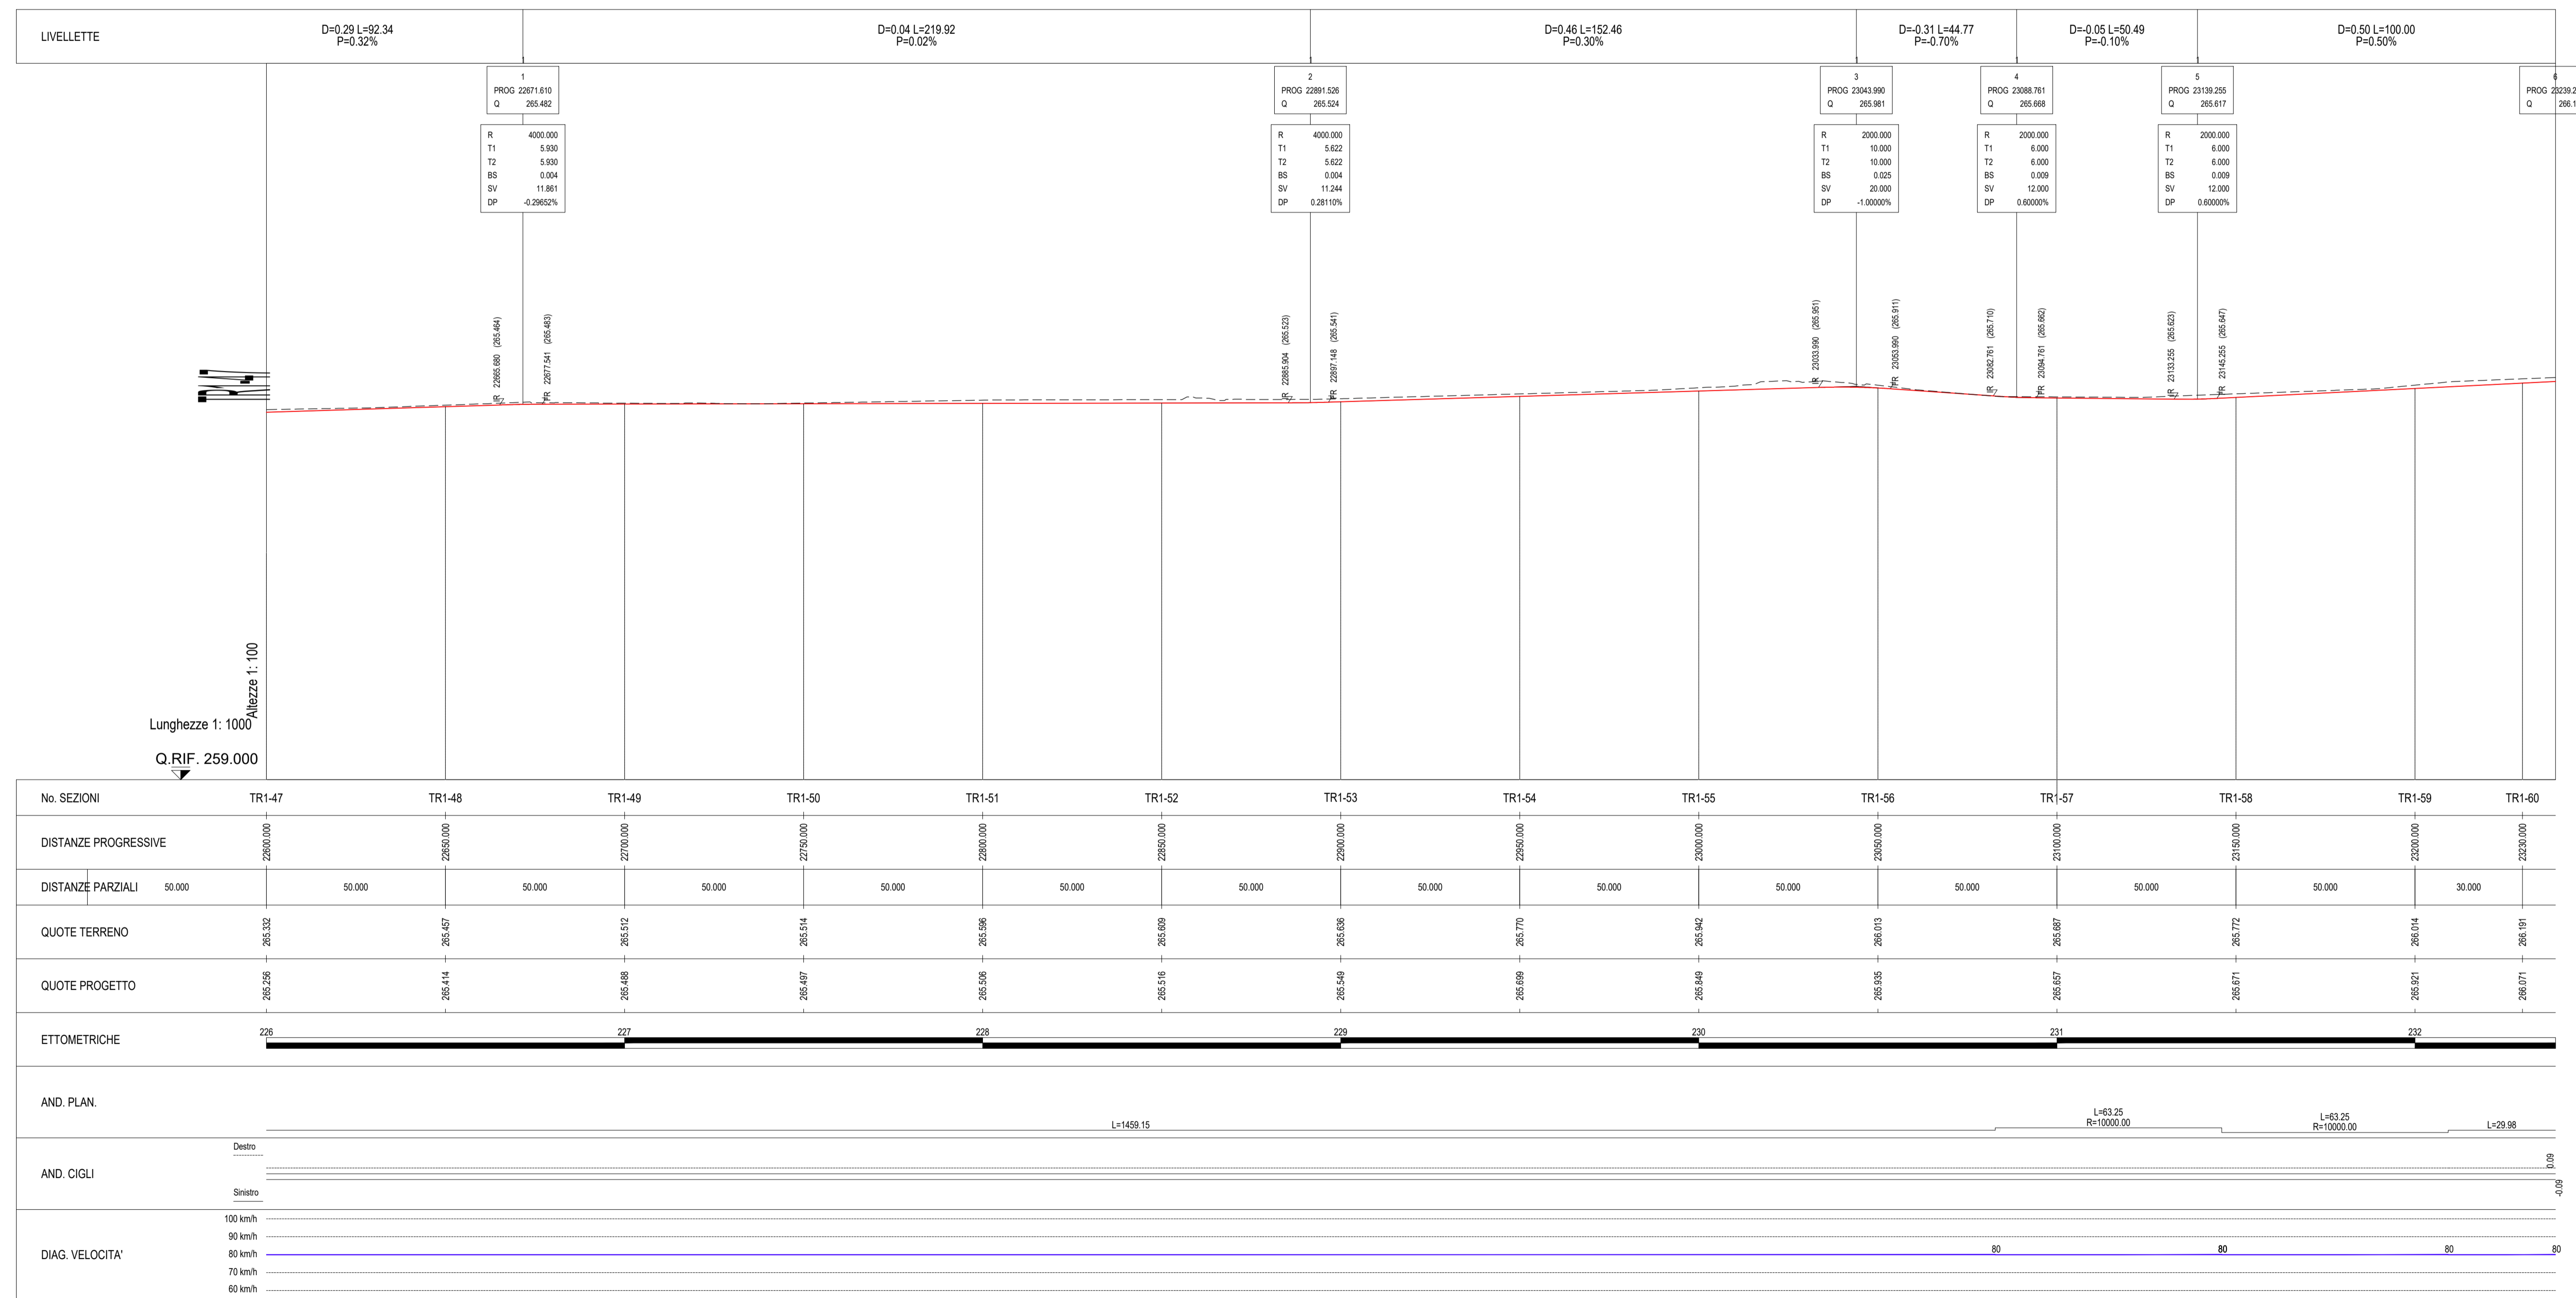 LIVELLETTE
D=0.29 L=92.34
P=0.32%
D=0.04 L=219.92
P=0.02%
D=0.46 L=152.46
P=0.30%
D=-0.31 L=44.77
P=-0.70%
D=-0.05 L=50.49
P=-0.10%
D=0.50 L=100.00
P=0.50%
1
PROG 22671.610
Q 265.482
R 4000.000
T1 5.930
T2 5.930
BS 0.004
SV 11.861
DP -0.29652%
2
PROG 22891.526
Q 265.524
R 4000.000
T1 5.622
T2 5.622
BS 0.004
SV 11.244
DP 0.28110%
3
PROG 23043.990
Q 265.981
R 2000.000
T1 10.000
T2 10.000
BS 0.025
SV 20.000
DP -1.00000%
4
PROG 23088.761
Q 265.668
R 2000.000
T1 6.000
T2 6.000
BS 0.009
SV 12.000
DP 0.60000%
5
PROG 23139.255
Q 265.617
R 2000.000
T1 6.000
T2 6.000
BS 0.009
SV 12.000
DP 0.60000%
6
PROG 23239.2
Q 266.1
IR 22665.680 (265.464)
FR 22677.541 (265.483)
IR 22885.904 (265.523)
FR 22897.148 (265.541)
IR 23033.990 (265.951)
FR 23053.990 (265.911)
IR 23082.761 (265.710)
FR 23094.761 (265.662)
IR 23133.255 (265.623)
FR 23145.255 (265.647)
Altezze 1: 100
Lunghezze 1: 1000
Q.RIF. 259.000
No. SEZIONI TR1-47 TR1-48 TR1-49 TR1-50 TR1-51 TR1-52 TR1-53 TR1-54 TR1-55 TR1-56 TR1-57 TR1-58 TR1-59 TR1-60
DISTANZE PROGRESSIVE 22600.000 22650.000 22700.000 22750.000 22800.000 22850.000 22900.000 22950.000 23000.000 23050.000 23100.000 23150.000 23200.000 23230.000
DISTANZE PARZIALI 50.000 50.000 50.000 50.000 50.000 50.000 50.000 50.000 50.000 50.000 50.000 50.000 50.000 30.000
QUOTE TERRENO 265.332 265.457 265.512 265.514 265.596 265.609 265.636 265.770 265.942 266.013 265.687 265.772 266.014 266.191
QUOTE PROGETTO 265.256 265.414 265.488 265.497 265.506 265.516 265.549 265.699 265.849 265.935 265.657 265.671 265.921 266.071
ETTOMETRICHE 226 227 228 229 230 231 232
AND. PLAN.
L=1459.15
L=63.25
R=10000.00
L=63.25
R=10000.00
L=29.98
AND. CIGLI
Destro
Sinistro
0.09
-0.09
DIAG. VELOCITA'
100 km/h
90 km/h
80 km/h
70 km/h
60 km/h
80 80 80 80